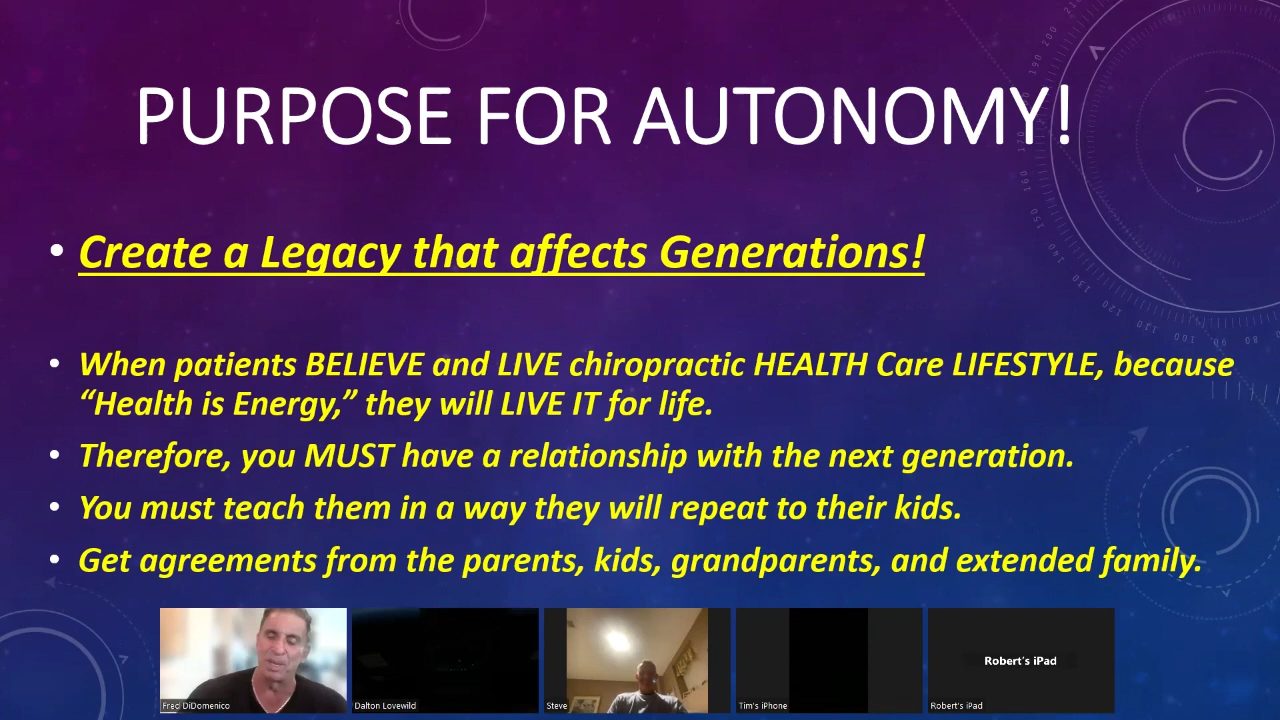 PURPOSE FOR AUTONOMY!
• Create a Legacy that affects Generations!
• When patients BELIEVE and LIVE chiropractic HEALTH Care LIFESTYLE, because
“Health is Energy,” they will LIVE IT for life.
• Therefore, you MUST have a relationship with the next generation.
• You must teach them in a way they will repeat to their kids.
• Get agreements from the parents, kids, grandparents, and extended family.
Robert's iPad
Fred DiDomenico
Dalton Lovewild
Steve
Tim's iPhone
Robert's iPad